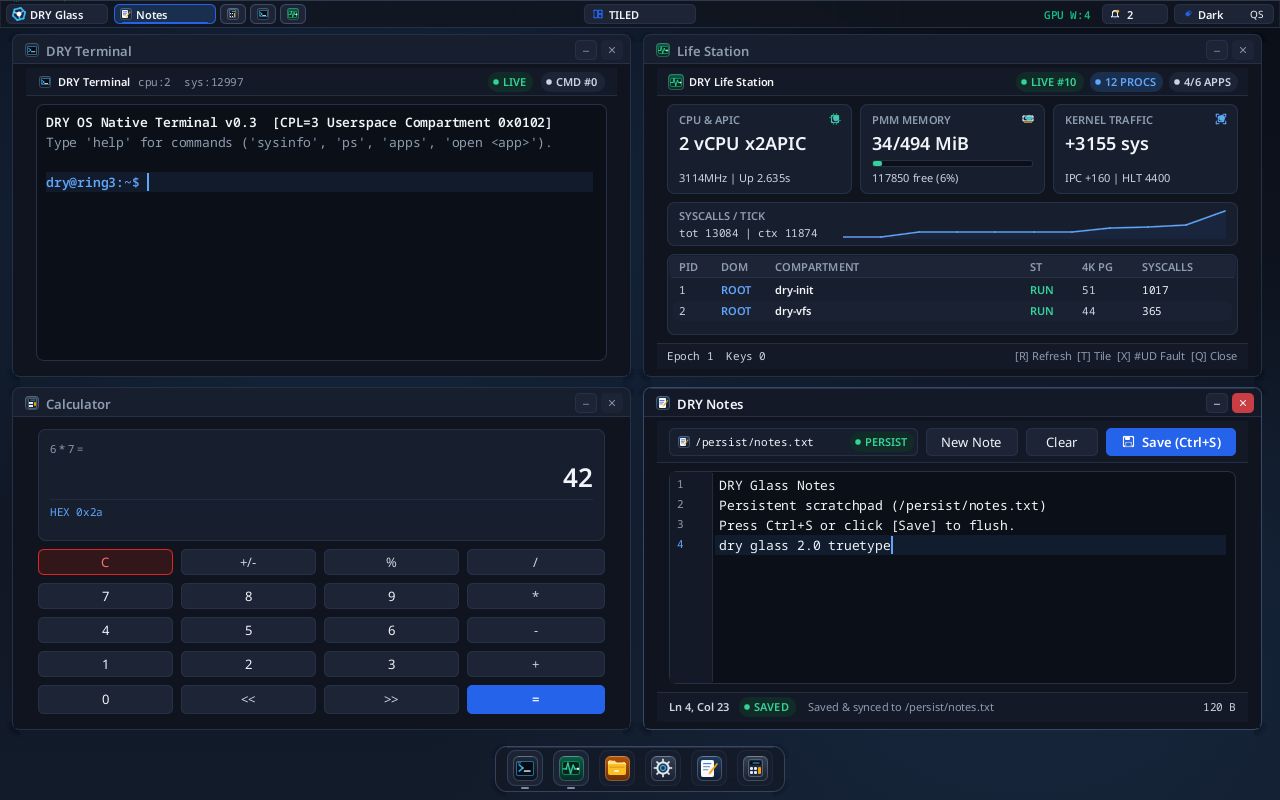 DRY Glass
Notes
TILED
GPU W:4
2
Dark
QS
DRY Terminal
DRY Terminal cpu:2 sys:12997
LIVE
CMD #0
DRY OS Native Terminal v0.3 [CPL=3 Userspace Compartment 0x0102]
Type 'help' for commands ('sysinfo', 'ps', 'apps', 'open <app>').
dry@ring3:~$
Life Station
DRY Life Station
LIVE #10
12 PROCS
4/6 APPS
CPU & APIC
2 vCPU x2APIC
3114MHz | Up 2.635s
PMM MEMORY
34/494 MiB
117850 free (6%)
KERNEL TRAFFIC
+3155 sys
IPC +160 | HLT 4400
SYSCALLS / TICK
tot 13084 | ctx 11874
PID DOM COMPARTMENT ST 4K PG SYSCALLS
1 ROOT dry-init RUN 51 1017
2 ROOT dry-vfs RUN 44 365
Epoch 1 Keys 0
[R] Refresh [T] Tile [X] #UD Fault [Q] Close
Calculator
6 * 7 =
42
HEX 0x2a
C +/- % /
7 8 9 *
4 5 6 -
1 2 3 +
0 << >> =
DRY Notes
/persist/notes.txt
PERSIST
New Note
Clear
Save (Ctrl+S)
1 DRY Glass Notes
2 Persistent scratchpad (/persist/notes.txt)
3 Press Ctrl+S or click [Save] to flush.
4 dry glass 2.0 truetype
Ln 4, Col 23
SAVED
Saved & synced to /persist/notes.txt
120 B